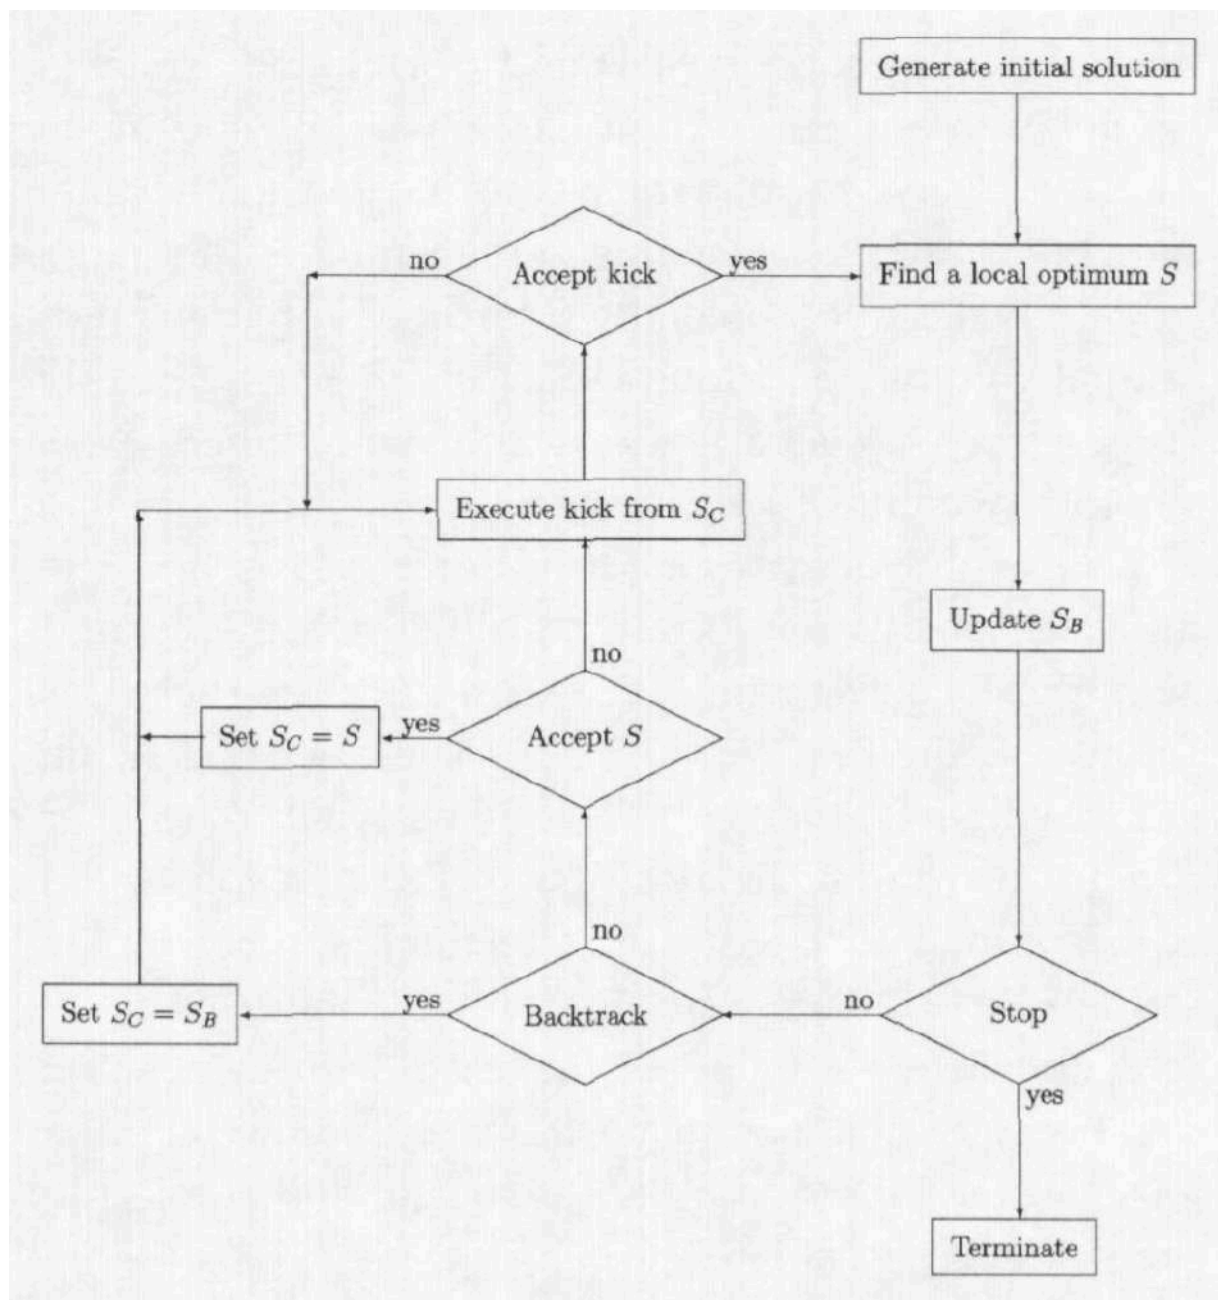 Generate initial solution
no
Accept kick
yes
Find a local optimum S
Execute kick from S_C
Update S_B
no
Set S_C = S
yes
Accept S
no
Set S_C = S_B
yes
Backtrack
no
Stop
yes
Terminate